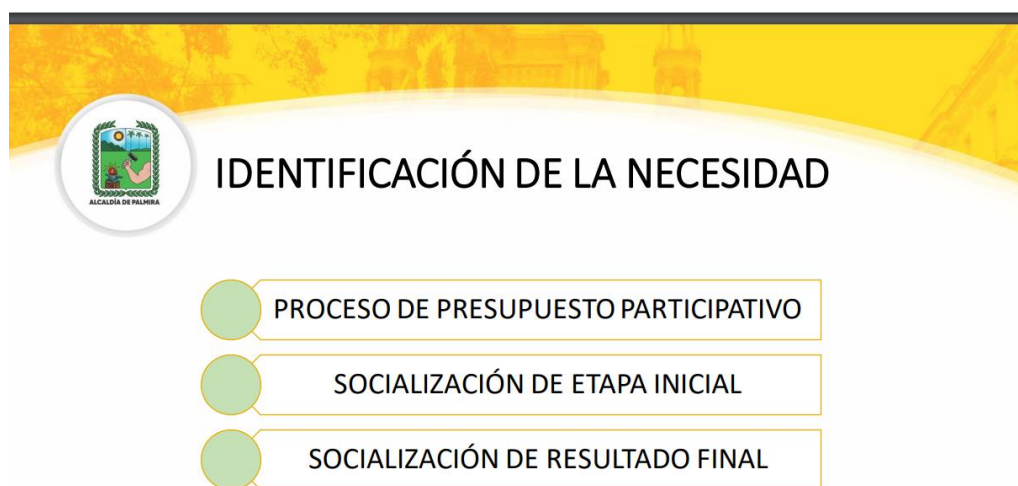 ALCALDÍA DE PALMIRA
IDENTIFICACIÓN DE LA NECESIDAD
PROCESO DE PRESUPUESTO PARTICIPATIVO
SOCIALIZACIÓN DE ETAPA INICIAL
SOCIALIZACIÓN DE RESULTADO FINAL